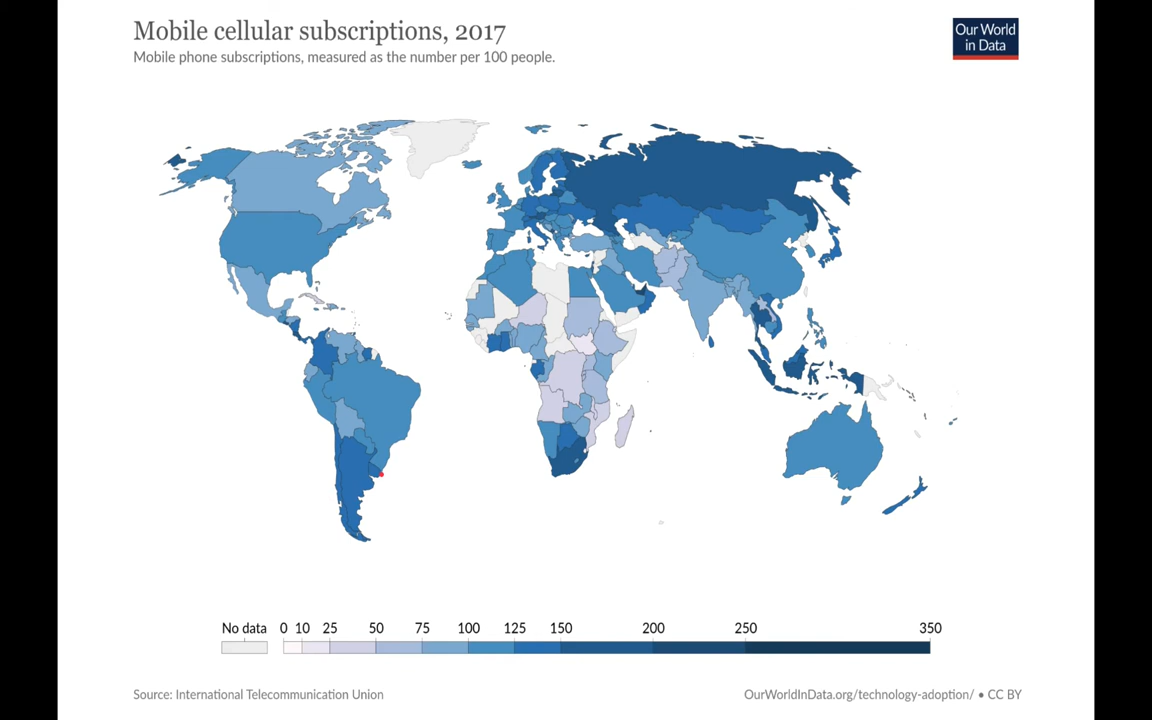 Mobile cellular subscriptions, 2017
Mobile phone subscriptions, measured as the number per 100 people.
Our World
in Data
No data 0 10 25 50 75 100 125 150 200 250 350
Source: International Telecommunication Union
OurWorldInData.org/technology-adoption/ • CC BY